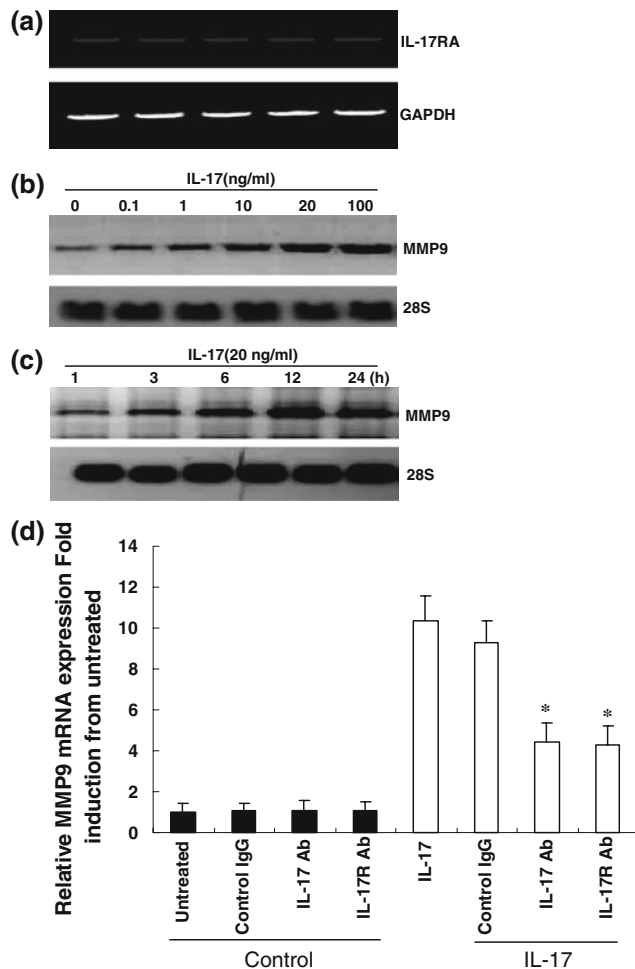 (a)
IL-17RA
GAPDH
(b)
IL-17(ng/ml)
0 0.1 1 10 20 100
MMP9
28S
(c)
IL-17(20 ng/ml)
1 3 6 12 24 (h)
MMP9
28S
(d)
Relative MMP9 mRNA expression Fold
induction from untreated
14
12
10
8
6
4
2
0
* *
Untreated
Control IgG
IL-17 Ab
IL-17R Ab
IL-17
Control IgG
IL-17 Ab
IL-17R Ab
Control IL-17